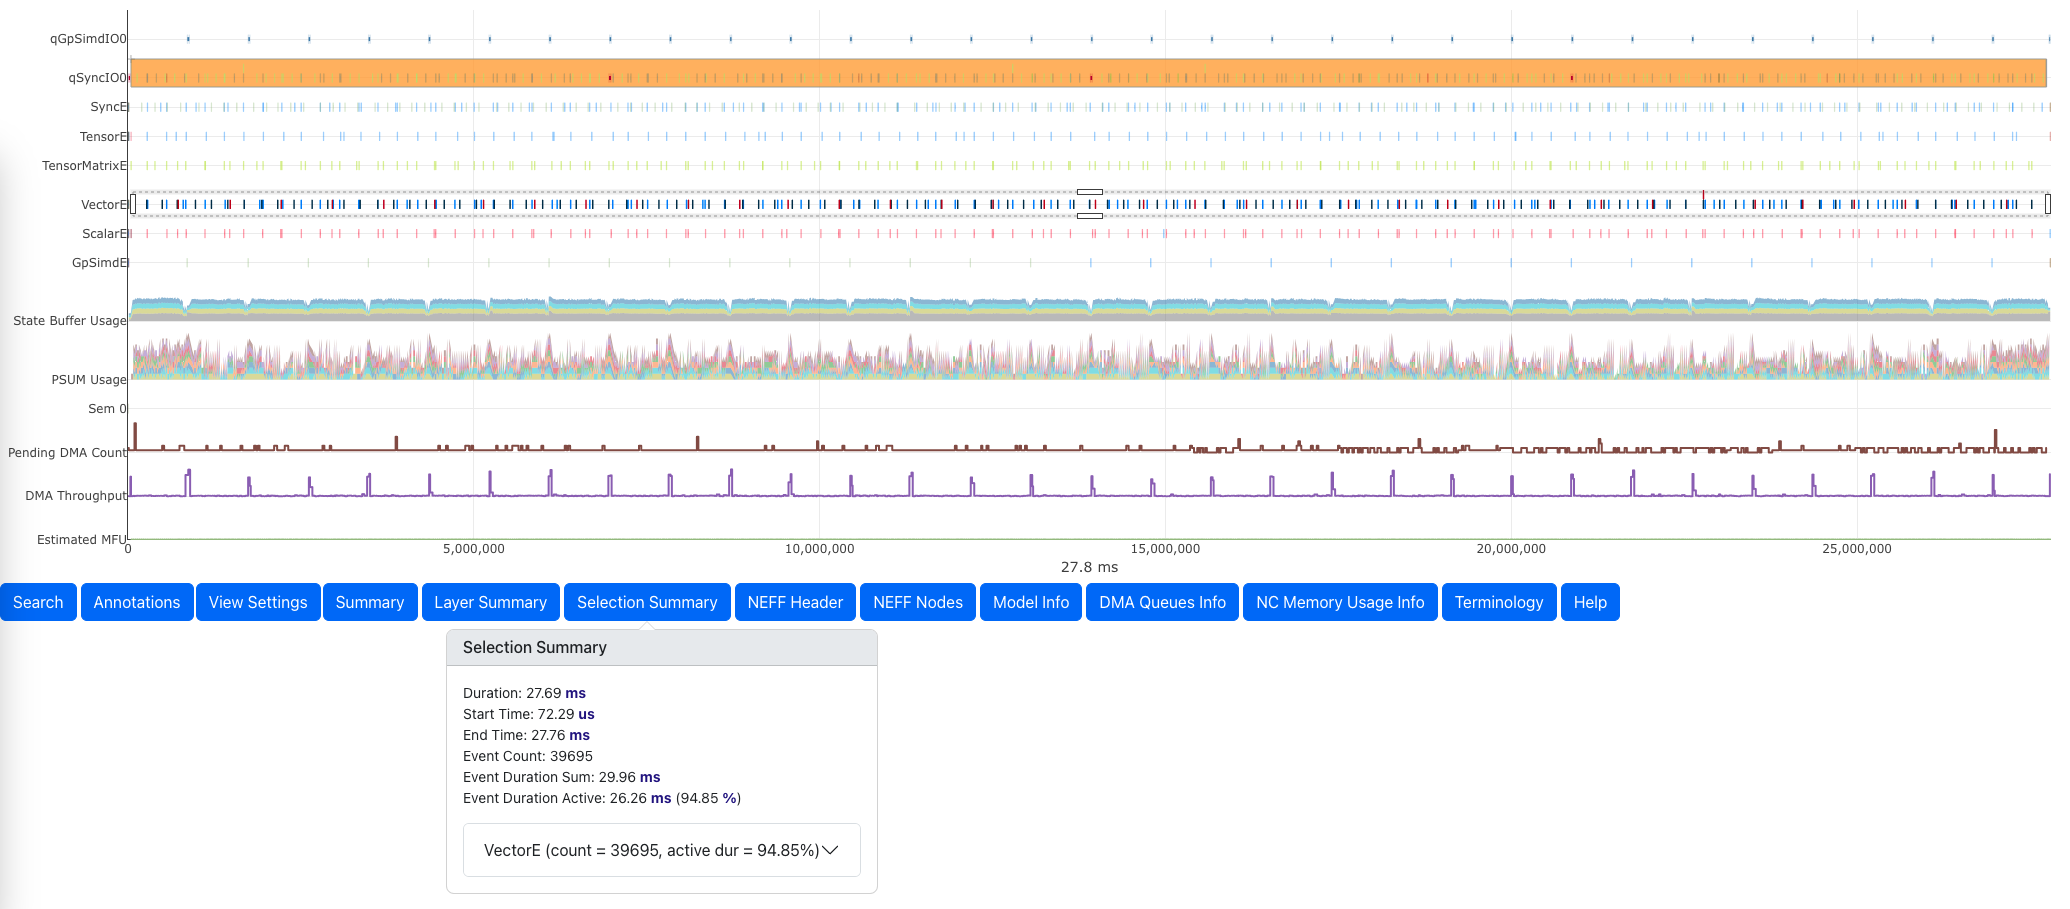 qGpSimdIO0
qSyncIO0
SyncE
TensorE
TensorMatrixE
VectorE
ScalarE
GpSimdE
State Buffer Usage
PSUM Usage
Sem 0
Pending DMA Count
DMA Throughput
Estimated MFU
0 5,000,000 10,000,000 15,000,000 20,000,000 25,000,000
27.8 ms
Search Annotations View Settings Summary Layer Summary Selection Summary NEFF Header NEFF Nodes Model Info DMA Queues Info NC Memory Usage Info Terminology Help
Selection Summary
Duration: 27.69 ms
Start Time: 72.29 us
End Time: 27.76 ms
Event Count: 39695
Event Duration Sum: 29.96 ms
Event Duration Active: 26.26 ms (94.85 %)
VectorE (count = 39695, active dur = 94.85%)